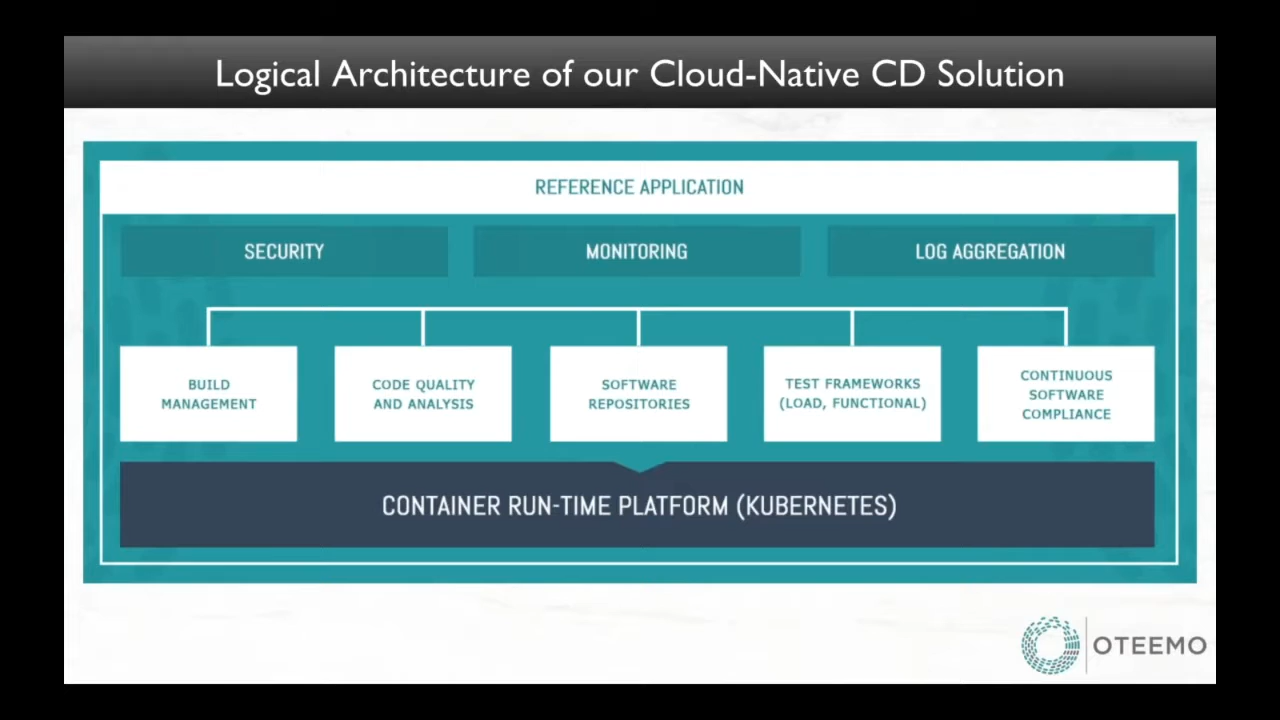 Logical Architecture of our Cloud-Native CD Solution
REFERENCE APPLICATION
SECURITY
MONITORING
LOG AGGREGATION
BUILD
MANAGEMENT
CODE QUALITY
AND ANALYSIS
SOFTWARE
REPOSITORIES
TEST FRAMEWORKS
(LOAD, FUNCTIONAL)
CONTINUOUS
SOFTWARE
COMPLIANCE
CONTAINER RUN-TIME PLATFORM (KUBERNETES)
OTEEMO